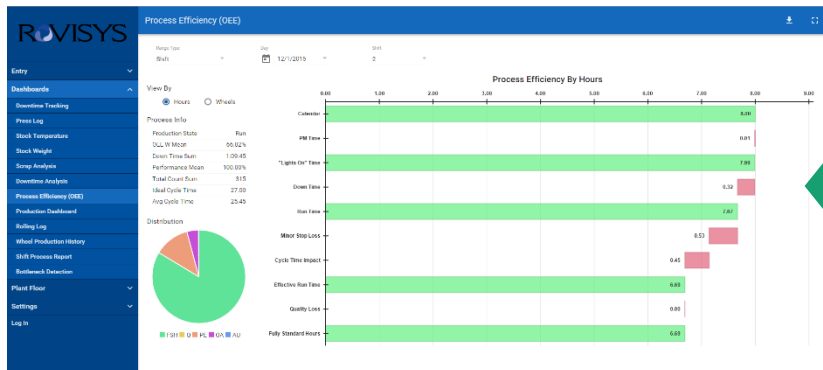 ROVISYS
Process Efficiency (OEE)
Entry
Dashboards
Downtime Tracking
Press Log
Stock Temperature
Stock Weight
Scrap Analysis
Downtime Analysis
Process Efficiency (OEE)
Production Dashboard
Rolling Log
Wheel Production History
Shift Process Report
Bottleneck Detection
Plant Floor
Settings
Log In
Range Type
Shift
Day
12/1/2015
Shift
2
View By
Hours
Wheels
Process Info
Production State Run
OEE W Mean 66.02%
Down Time Sum 1:09:45
Performance Mean 100.00%
Total Count Sum 315
Ideal Cycle Time 27.00
Avg Cycle Time 25.45
Distribution
FSH Q PE OA AU
Process Efficiency By Hours
0.00 1.00 2.00 3.00 4.00 5.00 6.00 7.00 8.00 9.00
Calendar 8.00
PM Time 0.01
"Lights On" Time 7.99
Down Time 0.32
Run Time 7.67
Minor Stop Loss 0.53
Cycle Time Impact 0.45
Effective Run Time 6.69
Quality Loss 0.00
Fully Standard Hours 6.69